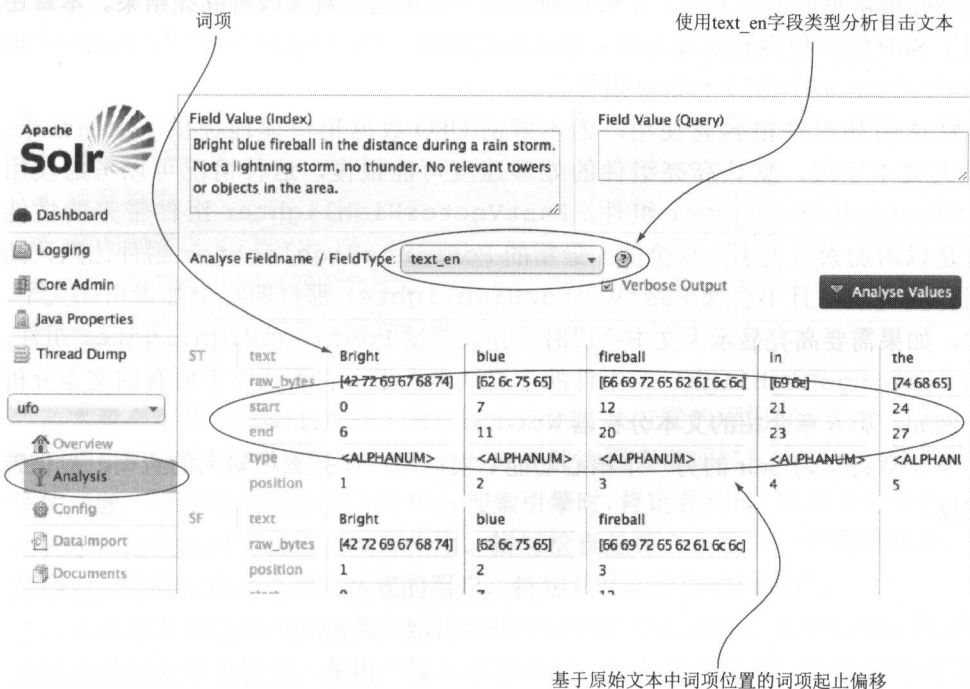 词项
使用text_en字段类型分析目击文本
Apache
Solr
Field Value (Index)
Bright blue fireball in the distance during a rain storm.
Not a lightning storm, no thunder. No relevant towers
or objects in the area.
Field Value (Query)
Analyse Fieldname / FieldType: text_en
Verbose Output
Analyse Values
Dashboard
Logging
Core Admin
Java Properties
Thread Dump
ufo
Overview
Analysis
Config
Dataimport
Documents
ST text Bright blue fireball in the
raw_bytes [42 72 69 67 68 74] [62 6c 75 65] [66 69 72 65 62 61 6c 6c] [69 6e] [74 68 65]
start 0 7 12 21 24
end 6 11 20 23 27
type <ALPHANUM> <ALPHANUM> <ALPHANUM> <ALPHANUM> <ALPHANI
position 1 2 3 4 5
SF text Bright blue fireball
raw_bytes [42 72 69 67 68 74] [62 6c 75 65] [66 69 72 65 62 61 6c 6c]
position 1 2 3
基于原始文本中词项位置的词项起止偏移